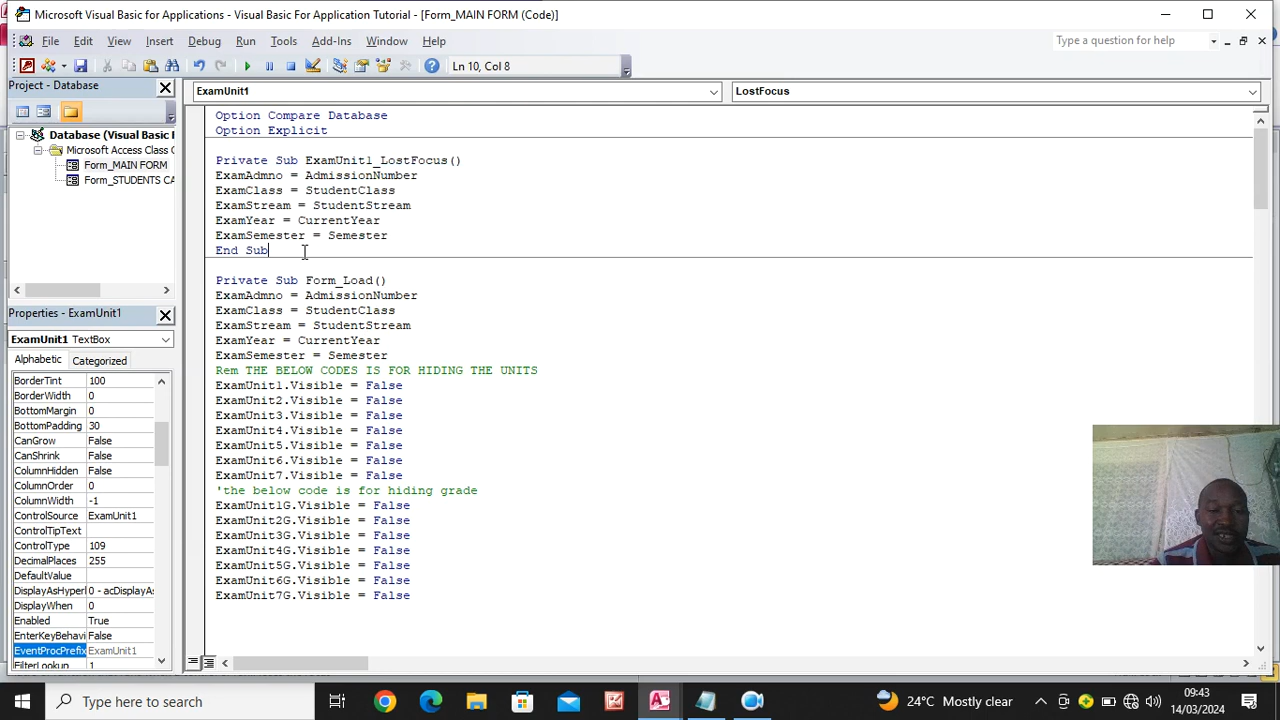 Microsoft Visual Basic for Applications - Visual Basic For Application Tutorial - [Form_MAIN FORM (Code)]
File Edit View Insert Debug Run Tools Add-Ins Window Help
Type a question for help
Ln 10, Col 8
Project - Database
ExamUnit1
LostFocus
Database (Visual Basic F
Microsoft Access Class O
Form_MAIN FORM
Form_STUDENTS CA
Properties - ExamUnit1
ExamUnit1 TextBox
Alphabetic Categorized
BorderTint 100
BorderWidth 0
BottomMargin 0
BottomPadding 30
CanGrow False
CanShrink False
ColumnHidden False
ColumnOrder 0
ColumnWidth -1
ControlSource ExamUnit1
ControlTipText
ControlType 109
DecimalPlaces 255
DefaultValue
DisplayAsHyperl 0 - acDisplayAs
DisplayWhen 0
Enabled True
EnterKeyBehavi False
EventProcPrefix ExamUnit1
FilterLookup 1
Option Compare Database
Option Explicit
Private Sub ExamUnit1_LostFocus()
ExamAdmno = AdmissionNumber
ExamClass = StudentClass
ExamStream = StudentStream
ExamYear = CurrentYear
ExamSemester = Semester
End Sub
Private Sub Form_Load()
ExamAdmno = AdmissionNumber
ExamClass = StudentClass
ExamStream = StudentStream
ExamYear = CurrentYear
ExamSemester = Semester
Rem THE BELOW CODES IS FOR HIDING THE UNITS
ExamUnit1.Visible = False
ExamUnit2.Visible = False
ExamUnit3.Visible = False
ExamUnit4.Visible = False
ExamUnit5.Visible = False
ExamUnit6.Visible = False
ExamUnit7.Visible = False
'the below code is for hiding grade
ExamUnit1G.Visible = False
ExamUnit2G.Visible = False
ExamUnit3G.Visible = False
ExamUnit4G.Visible = False
ExamUnit5G.Visible = False
ExamUnit6G.Visible = False
ExamUnit7G.Visible = False
Type here to search
24°C Mostly clear
09:43
14/03/2024